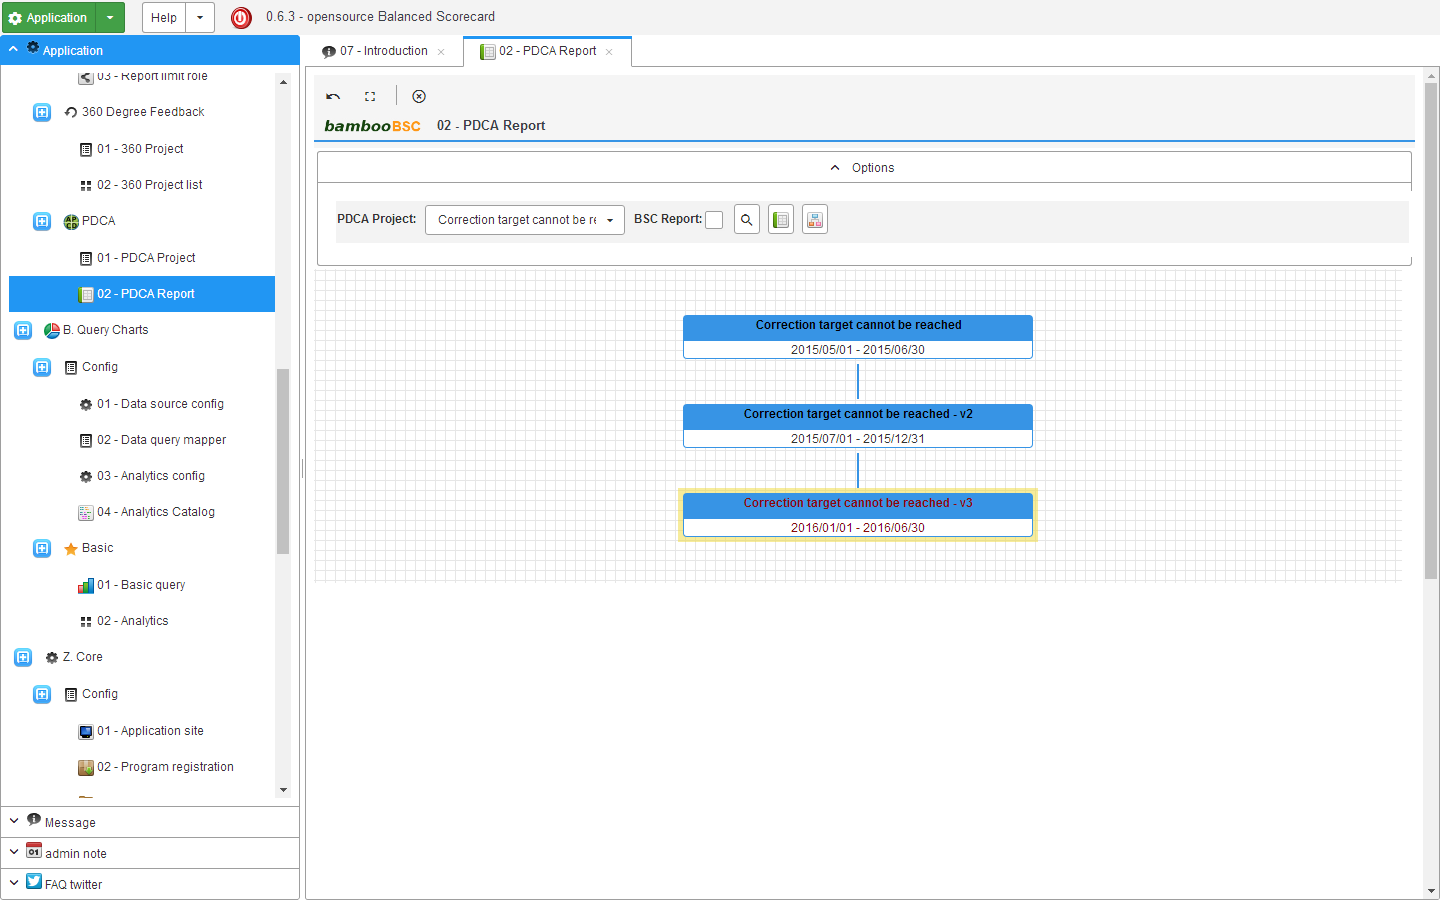 Application
Help
0.6.3 - opensource Balanced Scorecard
Application
03 - Report limit role
360 Degree Feedback
01 - 360 Project
02 - 360 Project list
PDCA
01 - PDCA Project
02 - PDCA Report
B. Query Charts
Config
01 - Data source config
02 - Data query mapper
03 - Analytics config
04 - Analytics Catalog
Basic
01 - Basic query
02 - Analytics
Z. Core
Config
01 - Application site
02 - Program registration
Message
admin note
FAQ twitter
07 - Introduction
02 - PDCA Report
bambooBSC 02 - PDCA Report
Options
PDCA Project: Correction target cannot be re BSC Report:
Correction target cannot be reached
2015/05/01 - 2015/06/30
Correction target cannot be reached - v2
2015/07/01 - 2015/12/31
Correction target cannot be reached - v3
2016/01/01 - 2016/06/30